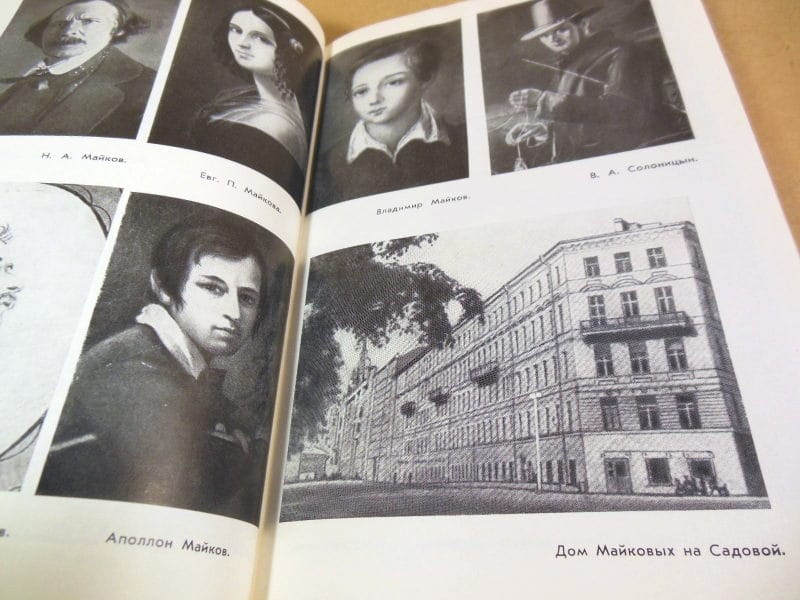 Н. А. Майков.
Евг. П. Майкова.
Аполлон Майков.
Владимир Майков.
В. А. Солоницын.
Дом Майковых на Садовой.